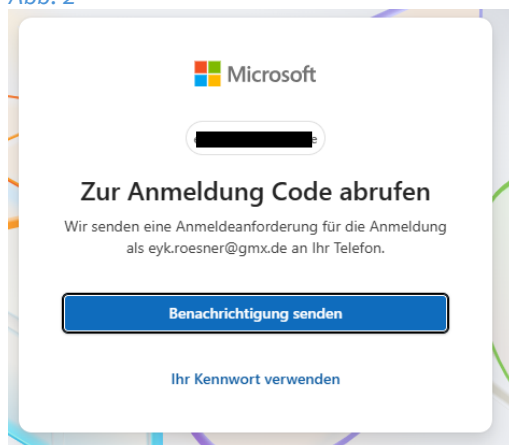 Abb. 2
Microsoft
e
Zur Anmeldung Code abrufen
Wir senden eine Anmeldeanforderung für die Anmeldung
als eyk.roesner@gmx.de an Ihr Telefon.
Benachrichtigung senden
Ihr Kennwort verwenden